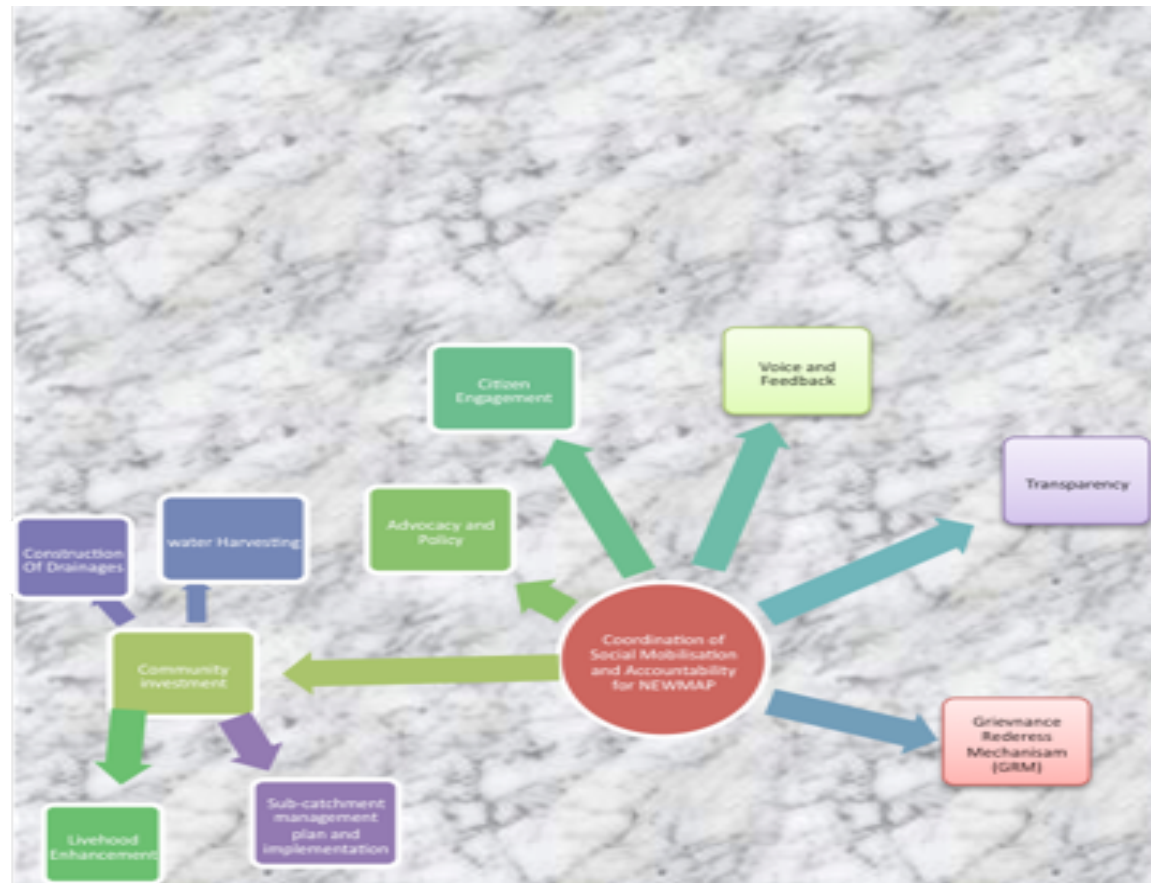 Citizen
Engagement
Voice and
Feedback
Transparency
Advocacy and
Policy
Construction
Of Drainages
water Harvesting
Coordination of
Social Mobilisation
and Accountability
for NEWMAP
Community
investment
Grievnance
Rederess
Mechanisam
(GRM)
Sub-catchment
management
plan and
implementation
Livehood
Enhancement